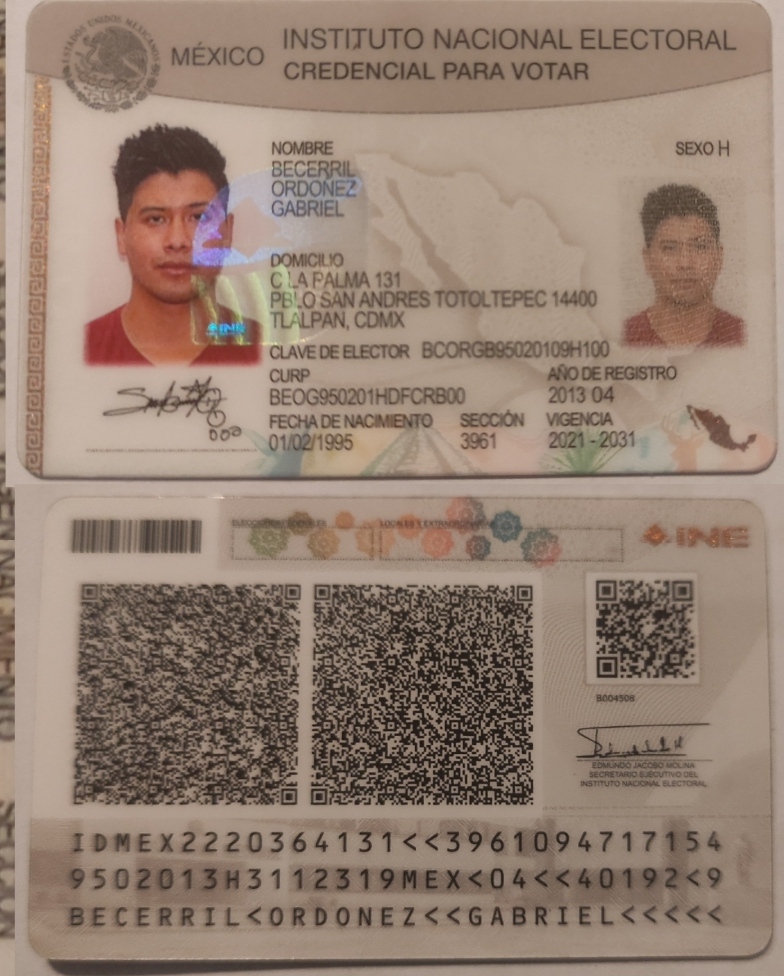 ESTADOS UNIDOS MEXICANOS
MÉXICO
INSTITUTO NACIONAL ELECTORAL
CREDENCIAL PARA VOTAR
NOMBRE
BECERRIL
ORDONEZ
GABRIEL
SEXO H
DOMICILIO
C LA PALMA 131
PBLO SAN ANDRES TOTOLTEPEC 14400
TLALPAN, CDMX
INE
CLAVE DE ELECTOR BCORGB95020109H100
CURP
BEOG950201HDFCRB00
AÑO DE REGISTRO
2013 04
FECHA DE NACIMIENTO
01/02/1995
SECCIÓN
3961
VIGENCIA
2021 - 2031
ELECCIONES FEDERALES
LOCALES Y EXTRAORDINARIAS
INE
EDMUNDO JACOBO MOLINA
SECRETARIO EJECUTIVO DEL
INSTITUTO NACIONAL ELECTORAL
IDMEX2220364131<<3961094717154
9502013H3112319MEX<04<<40192<9
BECERRIL<ORDONEZ<<GABRIEL<<<<<